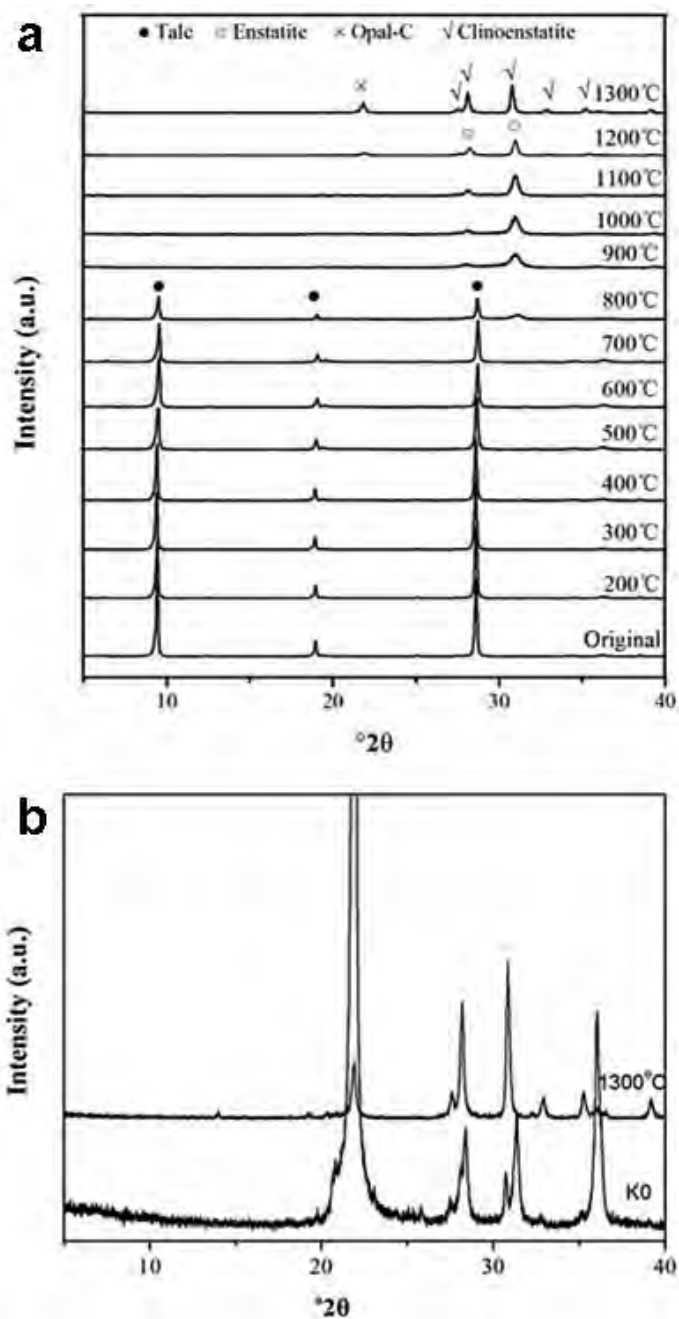 a
Talc Enstatite Opal-C Clinoenstatite
1300℃
1200℃
1100℃
1000℃
900℃
800℃
700℃
600℃
500℃
400℃
300℃
200℃
Original
Intensity (a.u.)
10 20 30 40
°2θ
b
Intensity (a.u.)
1300°C
K0
10 20 30 40
°2θ